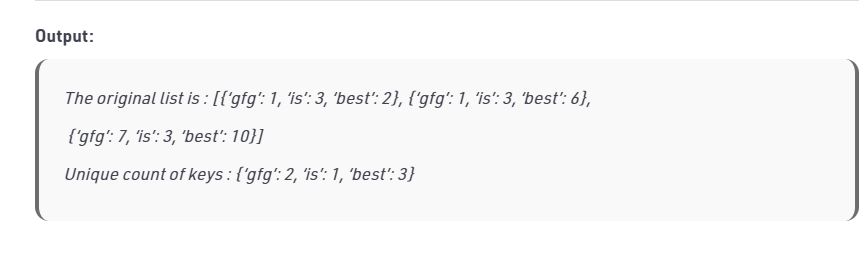 Output:
The original list is : [{‘gfg’: 1, ‘is’: 3, ‘best’: 2}, {‘gfg’: 1, ‘is’: 3, ‘best’: 6},
{‘gfg’: 7, ‘is’: 3, ‘best’: 10}]
Unique count of keys : {‘gfg’: 2, ‘is’: 1, ‘best’: 3}